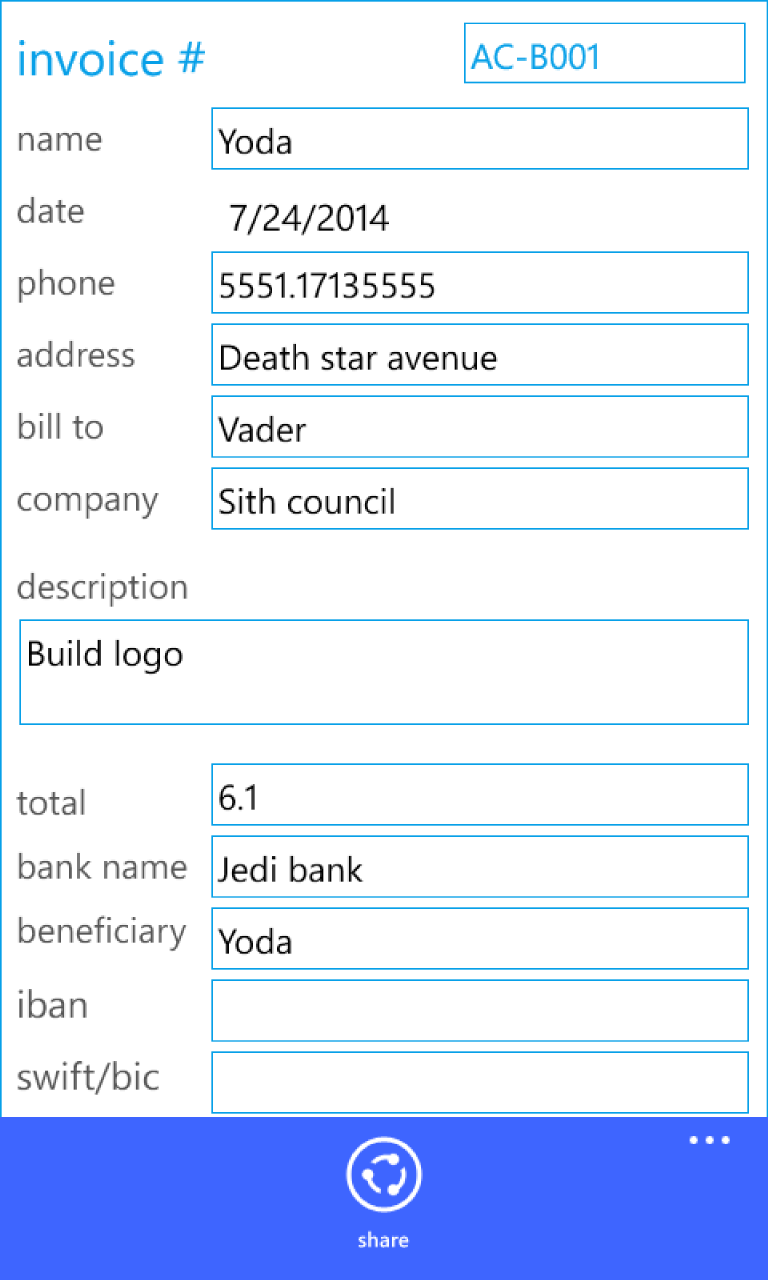 invoice # AC-B001
name Yoda
date 7/24/2014
phone 5551.17135555
address Death star avenue
bill to Vader
company Sith council
description
Build logo
total 6.1
bank name Jedi bank
beneficiary Yoda
iban
swift/bic
share